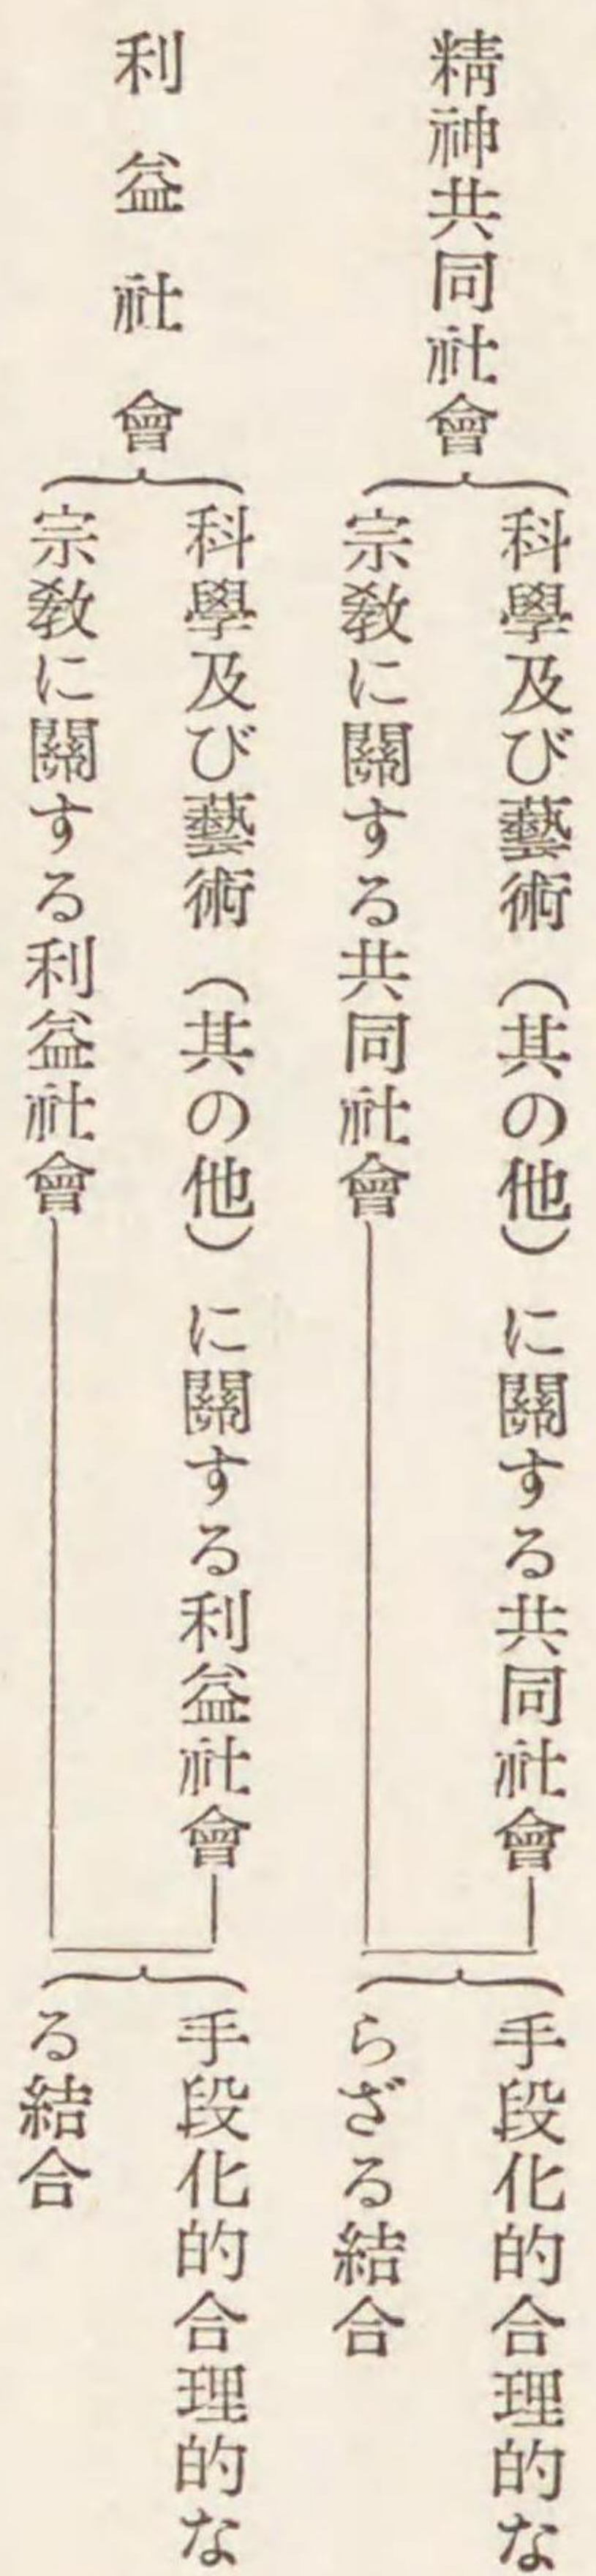 精神共同社會
科學及び藝術（其の他）に關する共同社會
宗敎に關する共同社會
手段化的合理的な
らざる結合
利益社會
科學及び藝術（其の他）に關する利益社會
宗敎に關する利益社會
手段化的合理的な
る結合